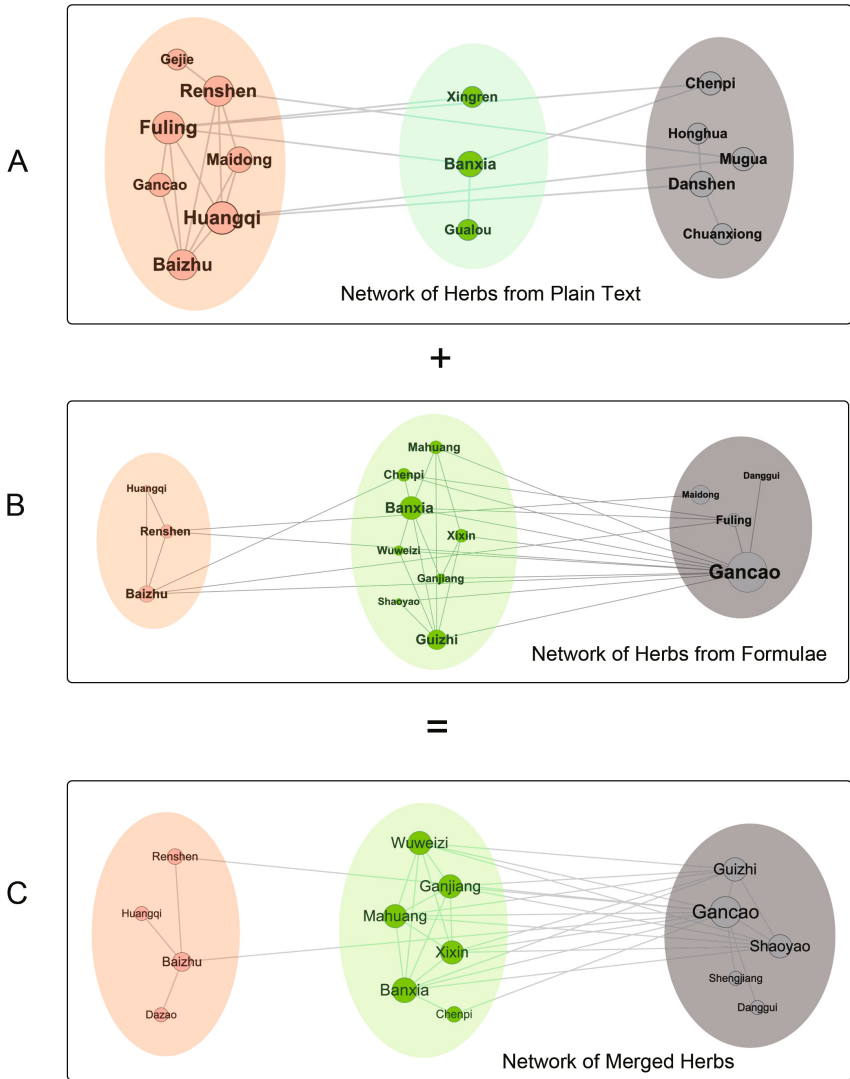 A
Gejie
Renshen
Fuling
Maidong
Gancao
Huangqi
Baizhu
Xingren
Banxia
Gualou
Chenpi
Honghua
Mugua
Danshen
Chuanxiong
Network of Herbs from Plain Text
+
B
Huangqi
Renshen
Baizhu
Mahuang
Chenpi
Banxia
Xixin
Wuweizi
Ganjiang
Shaoyao
Guizhi
Danggui
Maidong
Fuling
Gancao
Network of Herbs from Formulae
=
C
Renshen
Huangqi
Baizhu
Dazao
Wuweizi
Ganjiang
Mahuang
Xixin
Banxia
Chenpi
Guizhi
Gancao
Shaoyao
Shengjiang
Danggui
Network of Merged Herbs